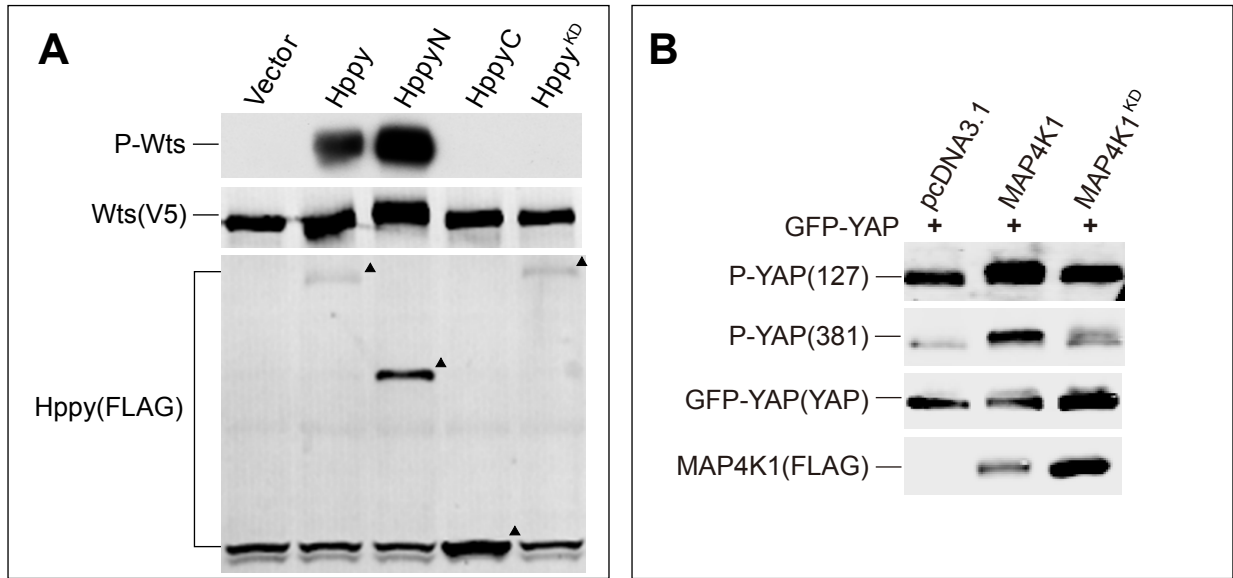 A
Vector
Hppy
HppyN
HppyC
Hppy^KD
P-Wts
Wts(V5)
Hppy(FLAG)
B
pcDNA3.1
MAP4K1
MAP4K1^KD
GFP-YAP + + +
P-YAP(127)
P-YAP(381)
GFP-YAP(YAP)
MAP4K1(FLAG)